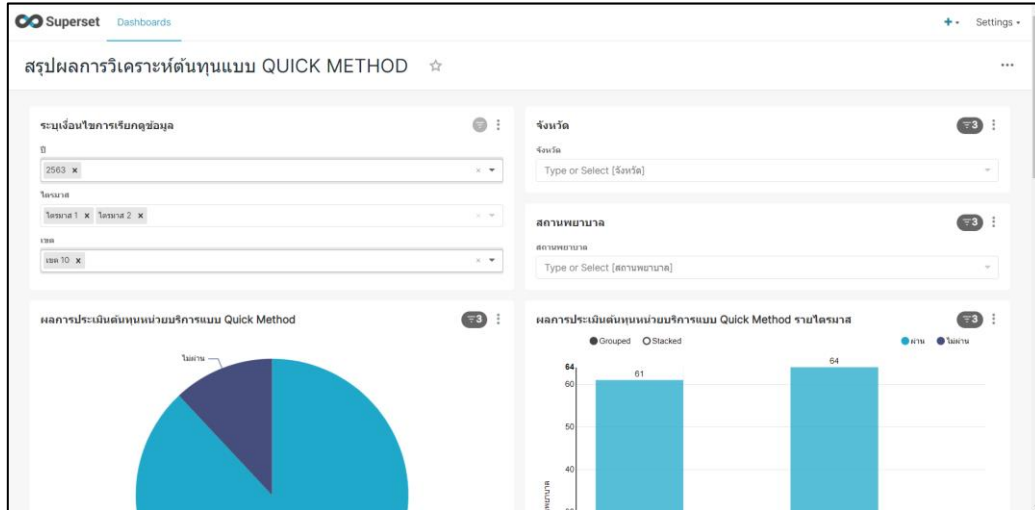 Superset Dashboards + Settings
สรุปผลการวิเคราะห์ต้นทุนแบบ QUICK METHOD
ระบุเงื่อนไขการเรียกดูข้อมูล
ปี
2563 x
ไตรมาส
ไตรมาส 1 x ไตรมาส 2 x
เขต
เขต 10 x
จังหวัด
3
จังหวัด
Type or Select [จังหวัด]
สถานพยาบาล
3
สถานพยาบาล
Type or Select [สถานพยาบาล]
ผลการประเมินต้นทุนหน่วยบริการแบบ Quick Method
3
ไม่ผ่าน
ผลการประเมินต้นทุนหน่วยบริการแบบ Quick Method รายไตรมาส
3
Grouped Stacked ผ่าน ไม่ผ่าน
64
60
50
40
61
64